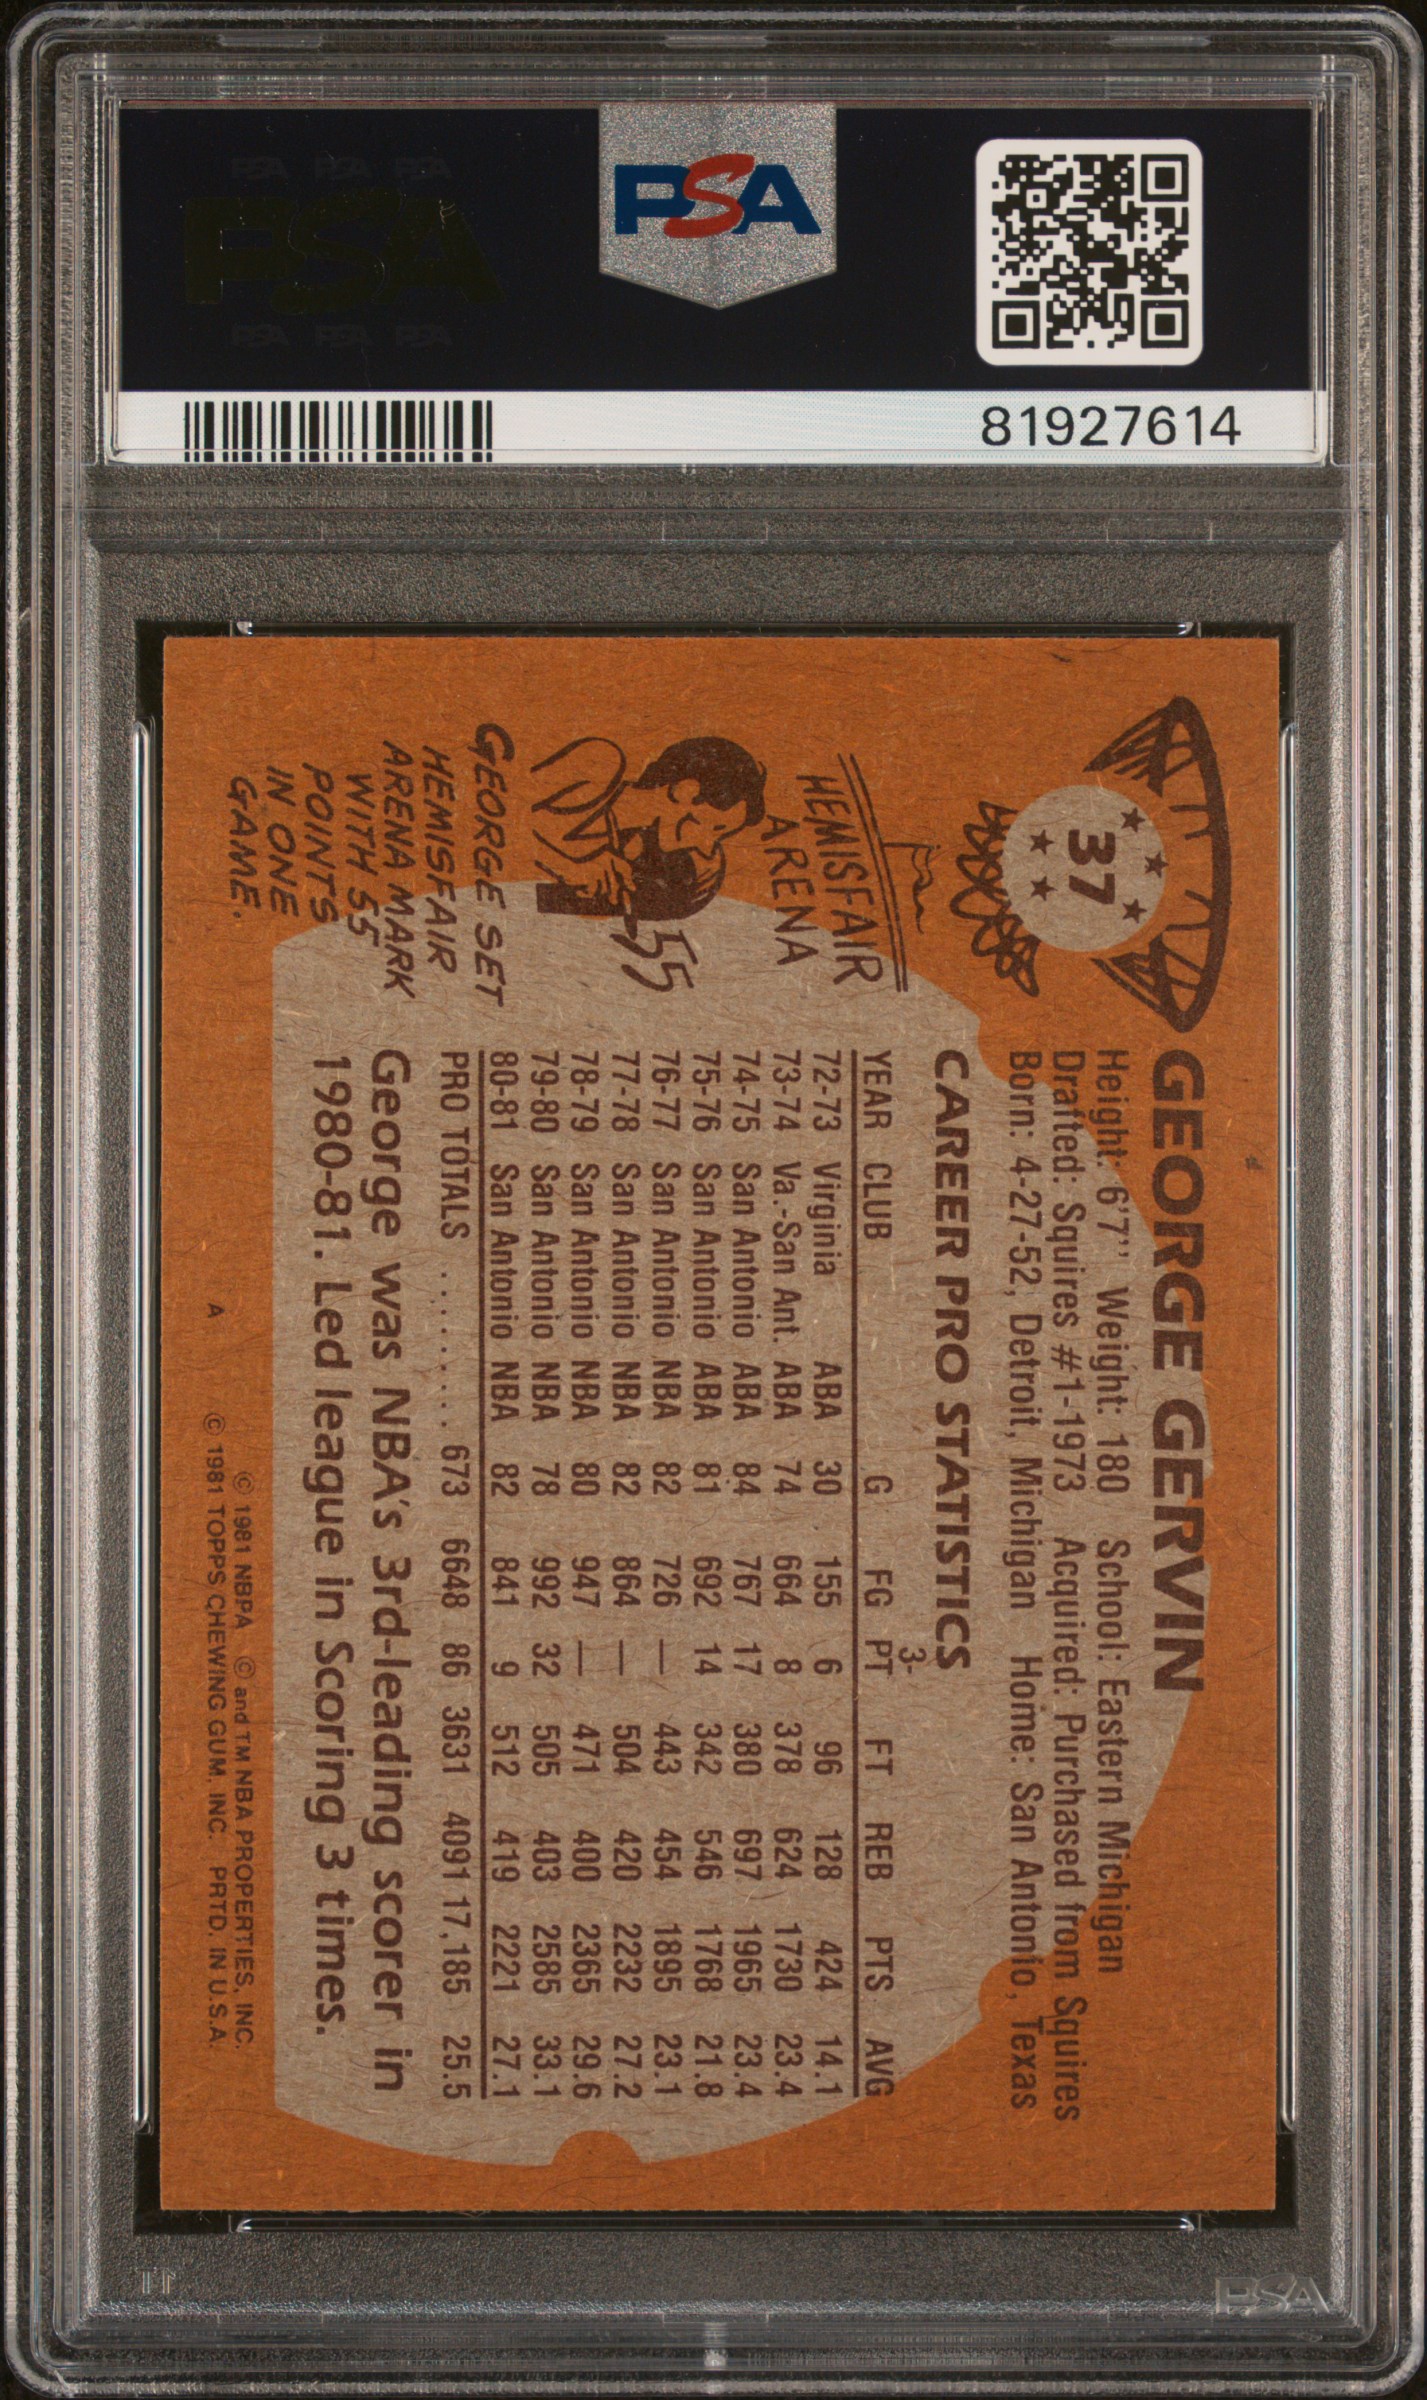 PSA PSA PSA
PSA
PSA PSA PSA
PSA
81927614
37
GEORGE GERVIN
Height: 6'7'' Weight: 180 School: Eastern Michigan
Drafted: Squires #1-1973 Acquired: Purchased from Squires
Born: 4-27-52, Detroit, Michigan Home: San Antonio, Texas
CAREER PRO STATISTICS
3-
YEAR CLUB G FG PT FT REB PTS AVG
72-73 Virginia ABA 30 155 6 96 128 424 14.1
73-74 Va.-San Ant. ABA 74 664 8 378 624 1730 23.4
74-75 San Antonio ABA 84 767 17 380 697 1965 23.4
75-76 San Antonio ABA 81 692 14 342 546 1768 21.8
76-77 San Antonio NBA 82 726 — 443 454 1895 23.1
77-78 San Antonio NBA 82 864 — 504 420 2232 27.2
78-79 San Antonio NBA 80 947 — 471 400 2365 29.6
79-80 San Antonio NBA 78 992 32 505 403 2585 33.1
80-81 San Antonio NBA 82 841 9 512 419 2221 27.1
PRO TOTALS . . . . . . . . 673 6648 86 3631 4091 17,185 25.5
George was NBA's 3rd-leading scorer in
1980-81. Led league in Scoring 3 times.
HEMISFAIR
ARENA
55
GEORGE SET
HEMISFAIR
ARENA MARK
WITH 55
POINTS
IN ONE
GAME.
© 1981 NBPA © and TM NBA PROPERTIES, INC.
A © 1981 TOPPS CHEWING GUM, INC. PRTD. IN U.S.A.
PSA